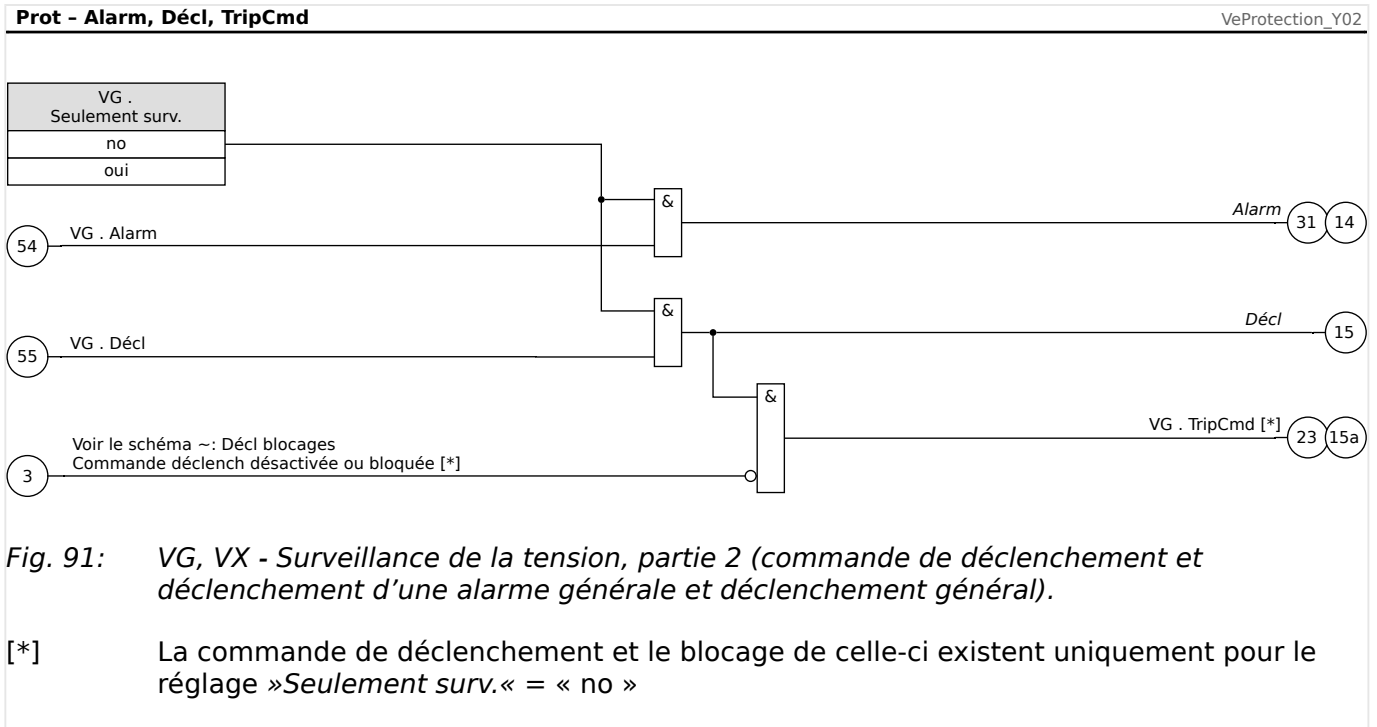 Prot – Alarm, Décl, TripCmd
VeProtection_Y02
VG .
Seulement surv.
no
oui
&
Alarm
31
14
54
VG . Alarm
&
Décl
15
55
VG . Décl
&
VG . TripCmd [*]
23
15a
Voir le schéma ~: Décl blocages
3
Commande déclench désactivée ou bloquée [*]
Fig. 91: VG, VX - Surveillance de la tension, partie 2 (commande de déclenchement et
déclenchement d’une alarme générale et déclenchement général).
[*] La commande de déclenchement et le blocage de celle-ci existent uniquement pour le
réglage »Seulement surv.« = « no »